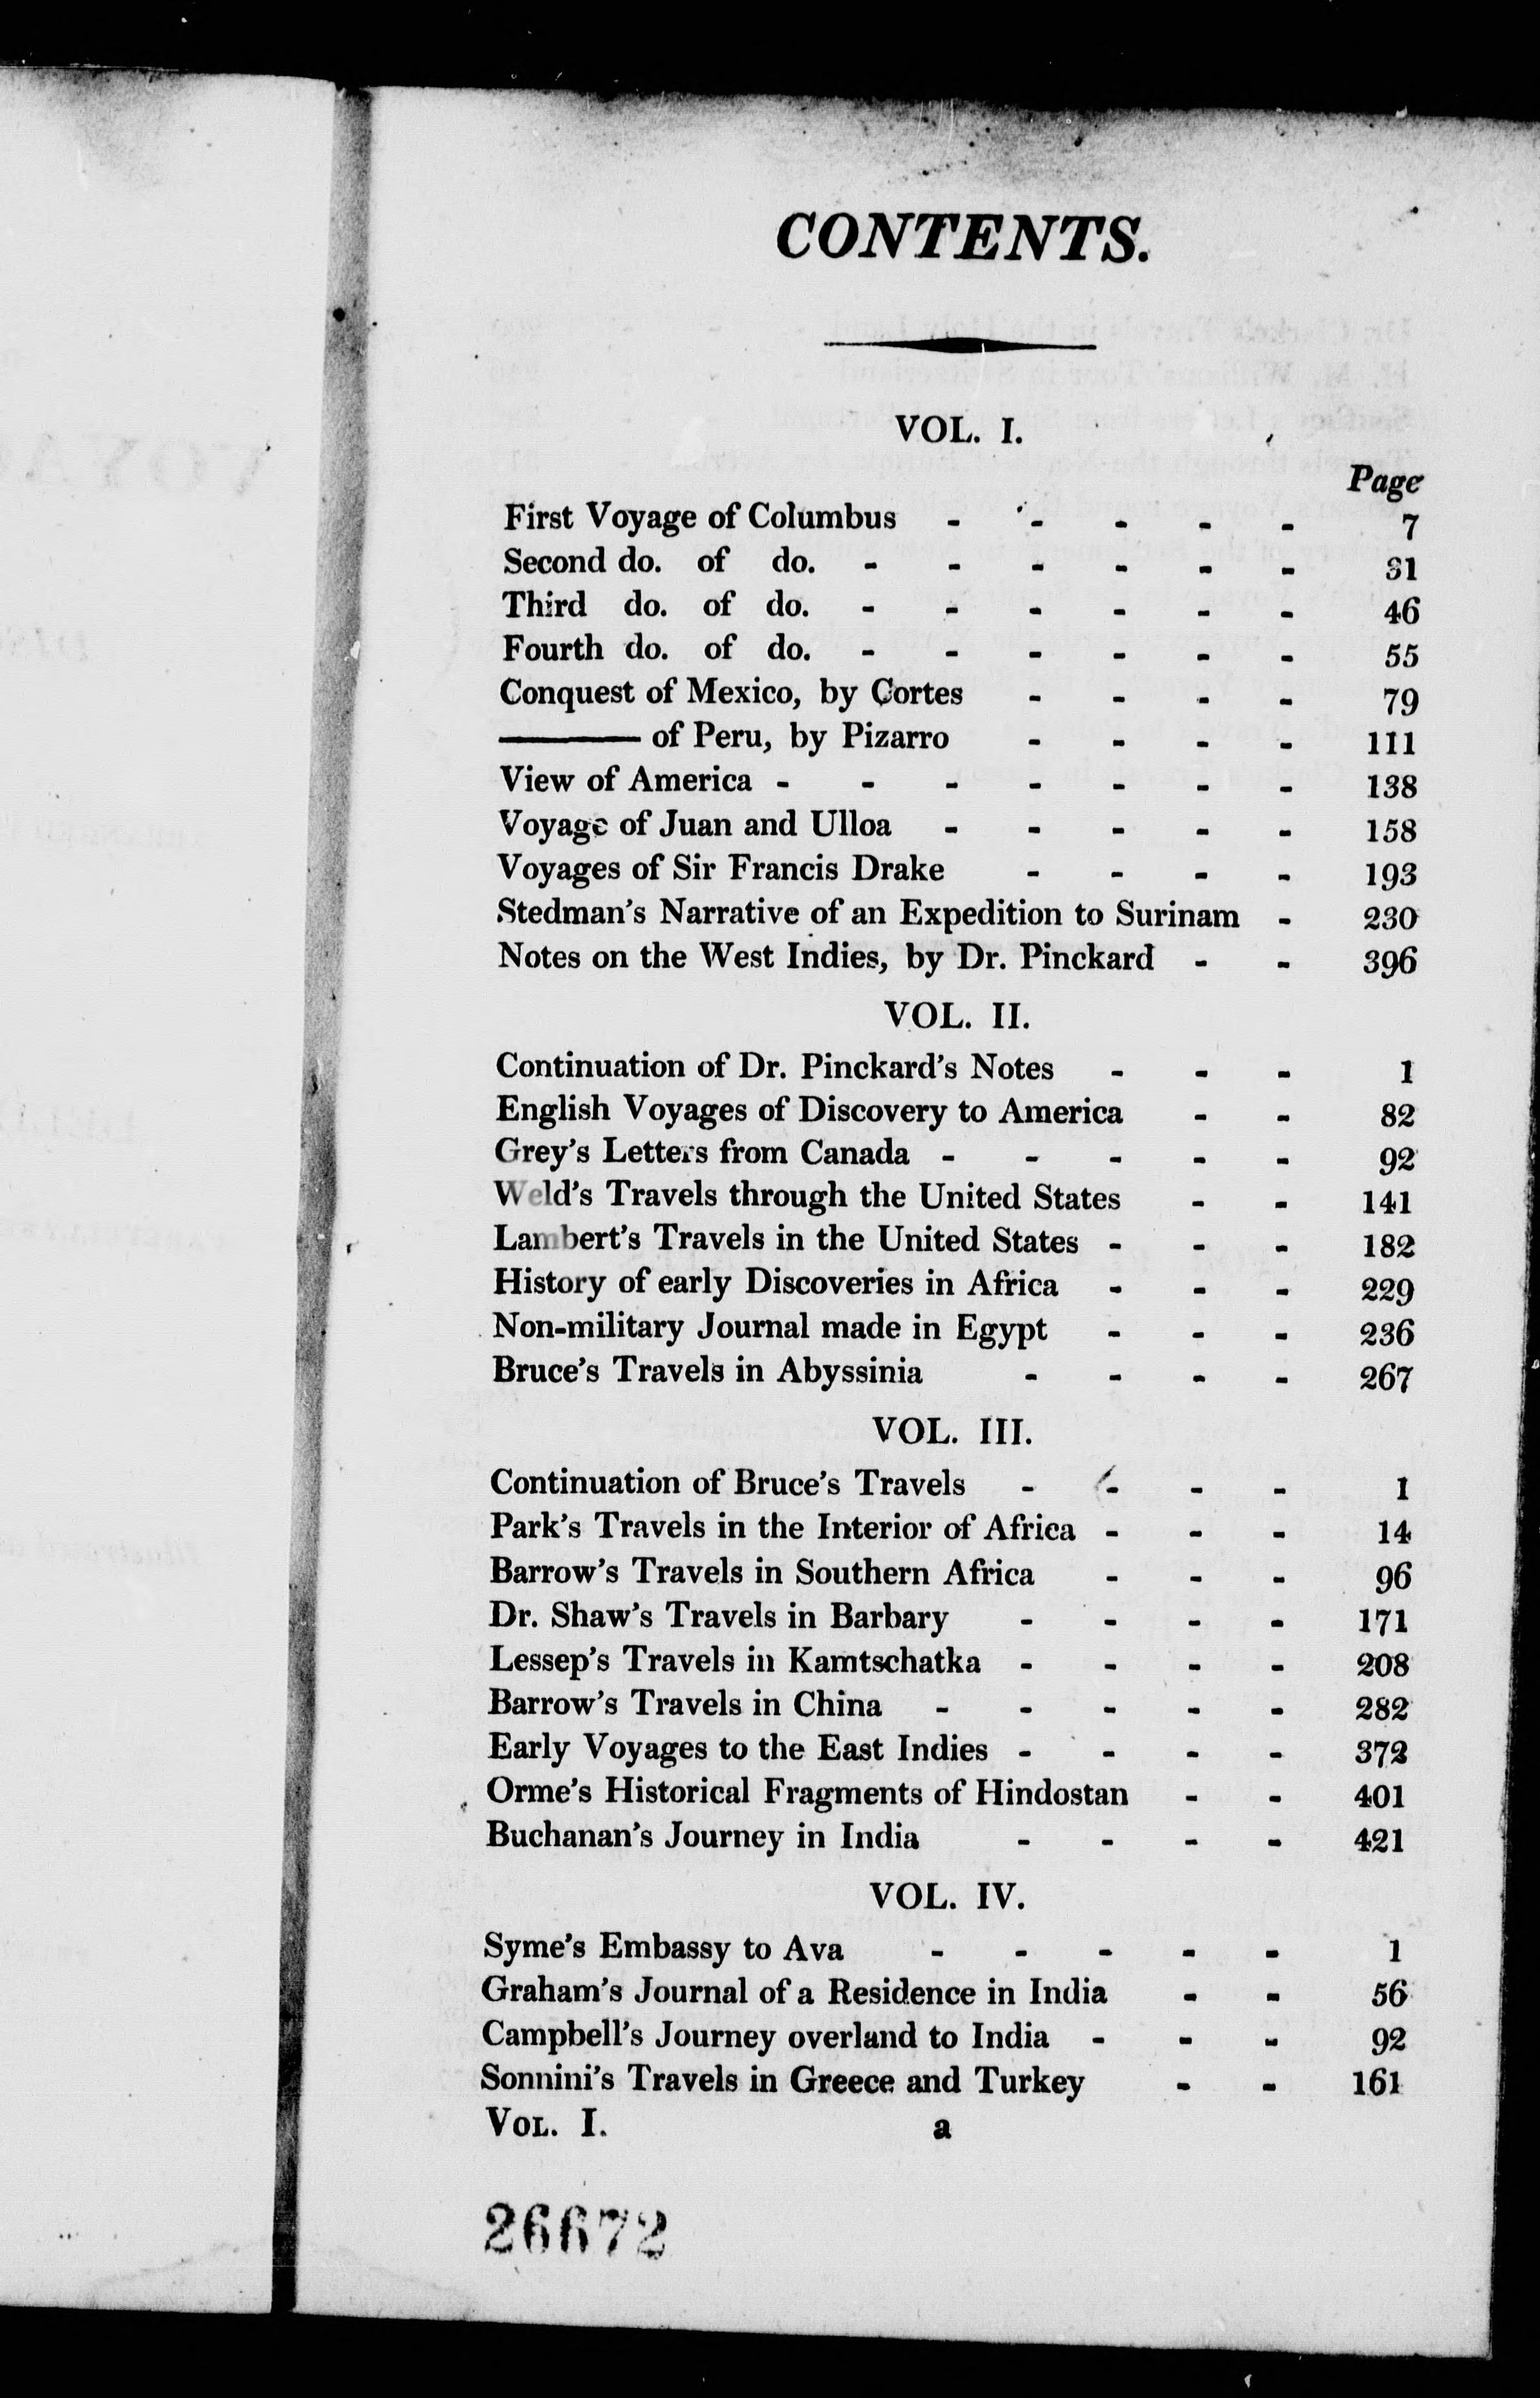 CONTENTS.
VOL. I.
Page
First Voyage of Columbus - - - - - 7
Second do. of do. - - - - - - 31
Third do. of do. - - - - - - 46
Fourth do. of do. - - - - - - 55
Conquest of Mexico, by Cortes - - - - 79
——— of Peru, by Pizarro - - - - 111
View of America - - - - - - - 138
Voyage of Juan and Ulloa - - - - - 158
Voyages of Sir Francis Drake - - - - 193
Stedman's Narrative of an Expedition to Surinam - 230
Notes on the West Indies, by Dr. Pinckard - - 396
VOL. II.
Continuation of Dr. Pinckard's Notes - - - 1
English Voyages of Discovery to America - - 82
Grey's Letters from Canada - - - - - 92
Weld's Travels through the United States - - 141
Lambert's Travels in the United States - - - 182
History of early Discoveries in Africa - - - 229
Non-military Journal made in Egypt - - - 236
Bruce's Travels in Abyssinia - - - - 267
VOL. III.
Continuation of Bruce's Travels - - - - 1
Park's Travels in the Interior of Africa - - - 14
Barrow's Travels in Southern Africa - - - 96
Dr. Shaw's Travels in Barbary - - - - 171
Lessep's Travels in Kamtschatka - - - - 208
Barrow's Travels in China - - - - - 282
Early Voyages to the East Indies - - - - 372
Orme's Historical Fragments of Hindostan - - 401
Buchanan's Journey in India - - - - 421
VOL. IV.
Syme's Embassy to Ava - - - - - 1
Graham's Journal of a Residence in India - - 56
Campbell's Journey overland to India - - - 92
Sonnini's Travels in Greece and Turkey - - 161
VOL. I. a
26672